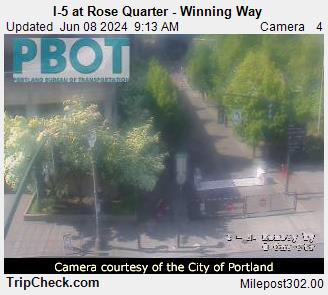 I-5 at Rose Quarter - Winning Way
Updated Jun 08 2024 9:13 AM Camera 4
PBOT
PORTLAND BUREAU OF TRANSPORTATION
Camera courtesy of the City of Portland
TripCheck.com Milepost302.00